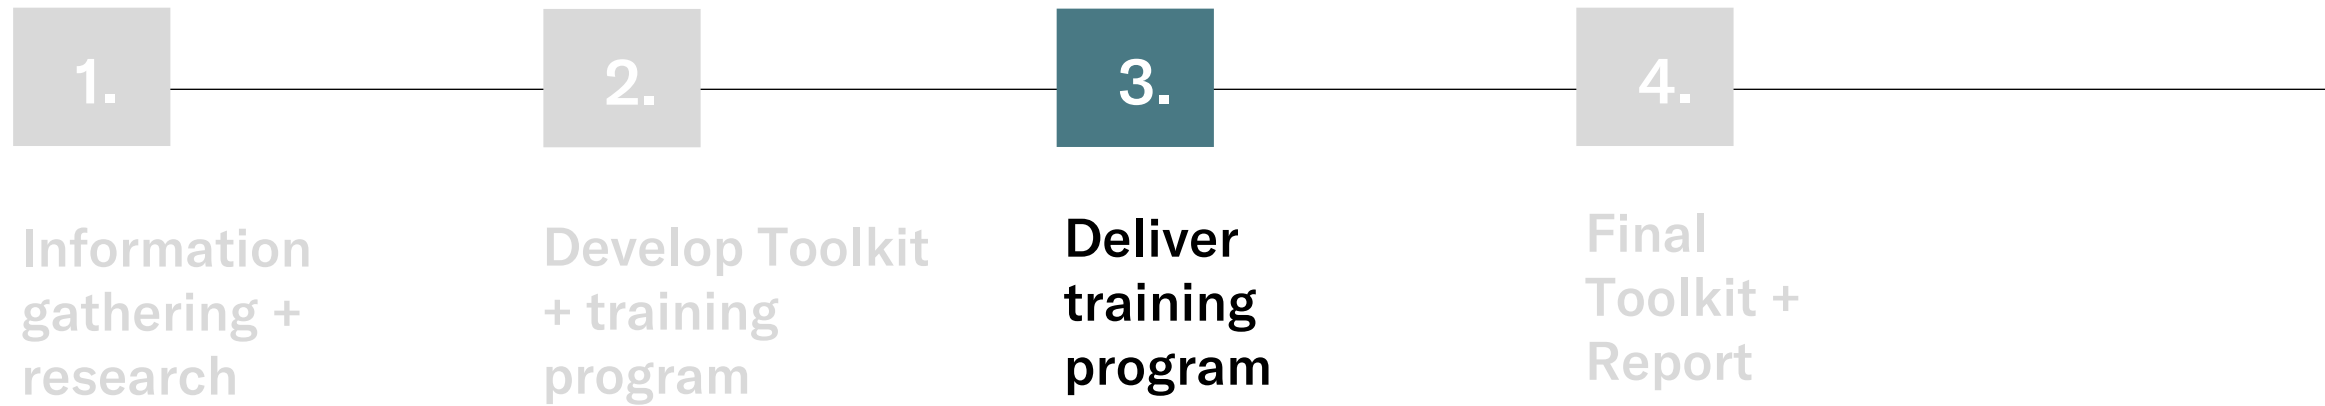 1.
Information
gathering +
research
2.
Develop Toolkit
+ training
program
3.
Deliver
training
program
4.
Final
Toolkit +
Report